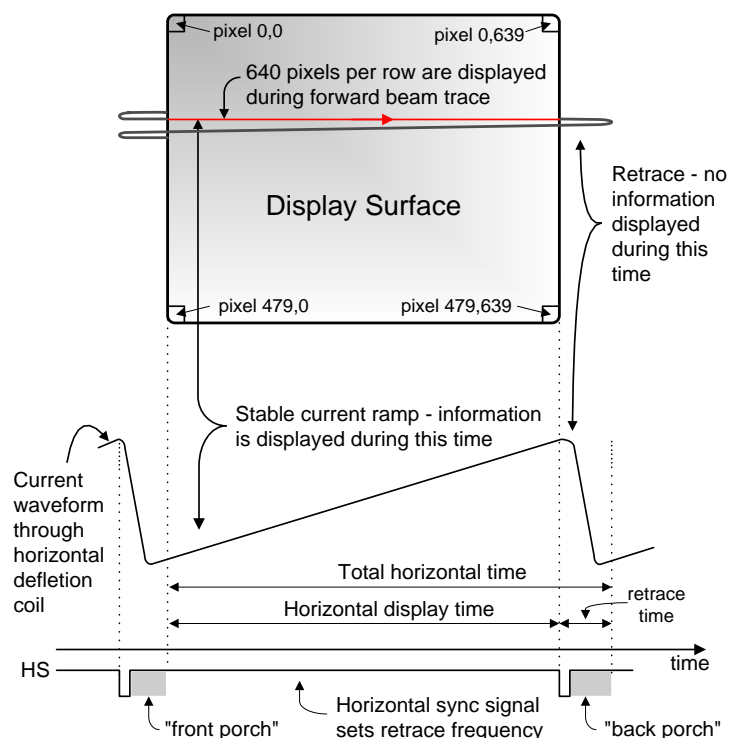 pixel 0,0
pixel 0,639
640 pixels per row are displayed
during forward beam trace
Retrace - no
information
displayed
during this
time
Display Surface
pixel 479,0
pixel 479,639
Stable current ramp - information
is displayed during this time
Current
waveform
through
horizontal
defletion
coil
Total horizontal time
Horizontal display time
retrace
time
time
HS
"front porch"
Horizontal sync signal
sets retrace frequency
"back porch"